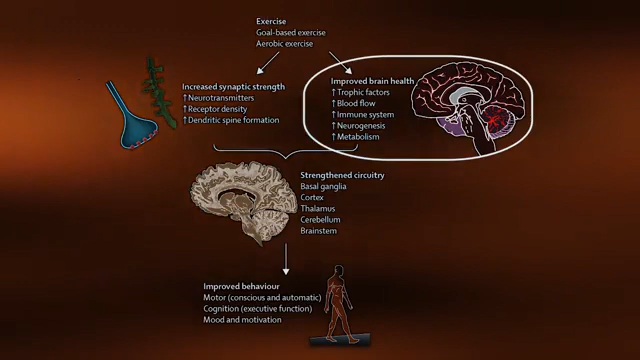 Exercise
Goal-based exercise
Aerobic exercise
Increased synaptic strength
↑Neurotransmitters
↑Receptor density
↑Dendritic spine formation
Improved brain health
↑Trophic factors
↑Blood flow
↑Immune system
↑Neurogenesis
↑Metabolism
Strengthened circuitry
Basal ganglia
Cortex
Thalamus
Cerebellum
Brainstem
Improved behaviour
Motor (conscious and automatic)
Cognition (executive function)
Mood and motivation